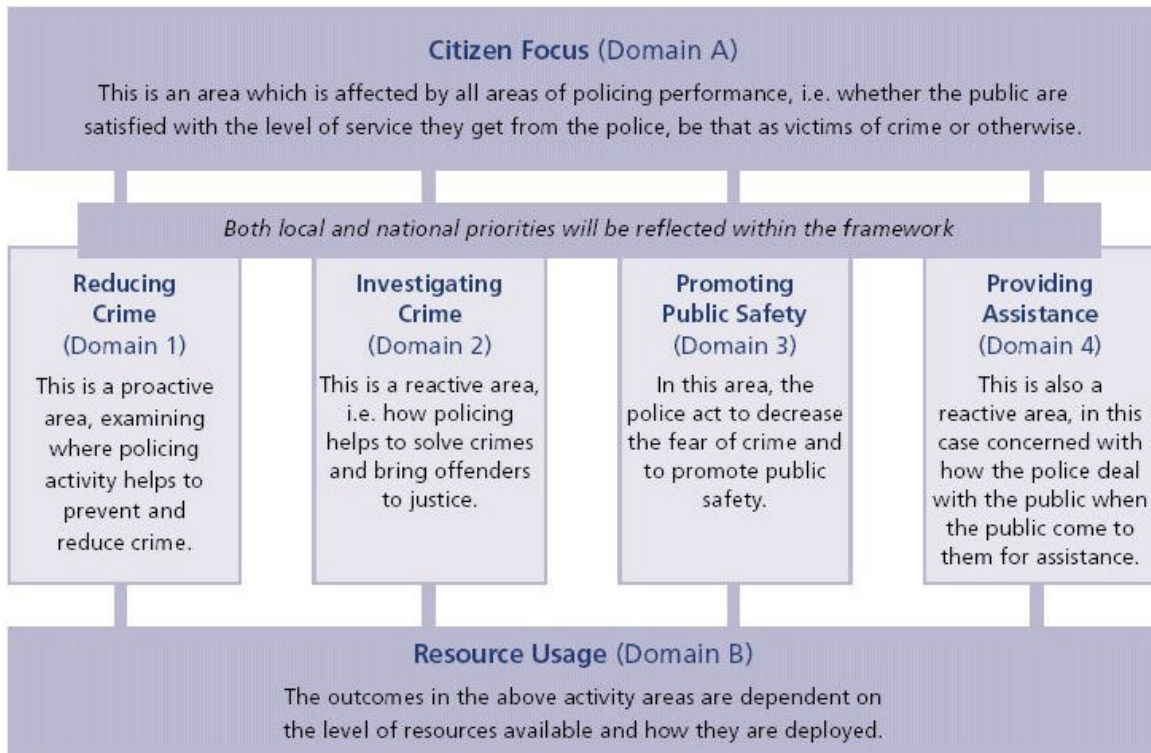 Citizen Focus (Domain A)
This is an area which is affected by all areas of policing performance, i.e. whether the public are
satisfied with the level of service they get from the police, be that as victims of crime or otherwise.
Both local and national priorities will be reflected within the framework
Reducing
Crime
(Domain 1)
This is a proactive
area, examining
where policing
activity helps to
prevent and
reduce crime.
Investigating
Crime
(Domain 2)
This is a reactive area,
i.e. how policing
helps to solve crimes
and bring offenders
to justice.
Promoting
Public Safety
(Domain 3)
In this area, the
police act to decrease
the fear of crime and
to promote public
safety.
Providing
Assistance
(Domain 4)
This is also a
reactive area, in this
case concerned with
how the police deal
with the public when
the public come to
them for assistance.
Resource Usage (Domain B)
The outcomes in the above activity areas are dependent on
the level of resources available and how they are deployed.